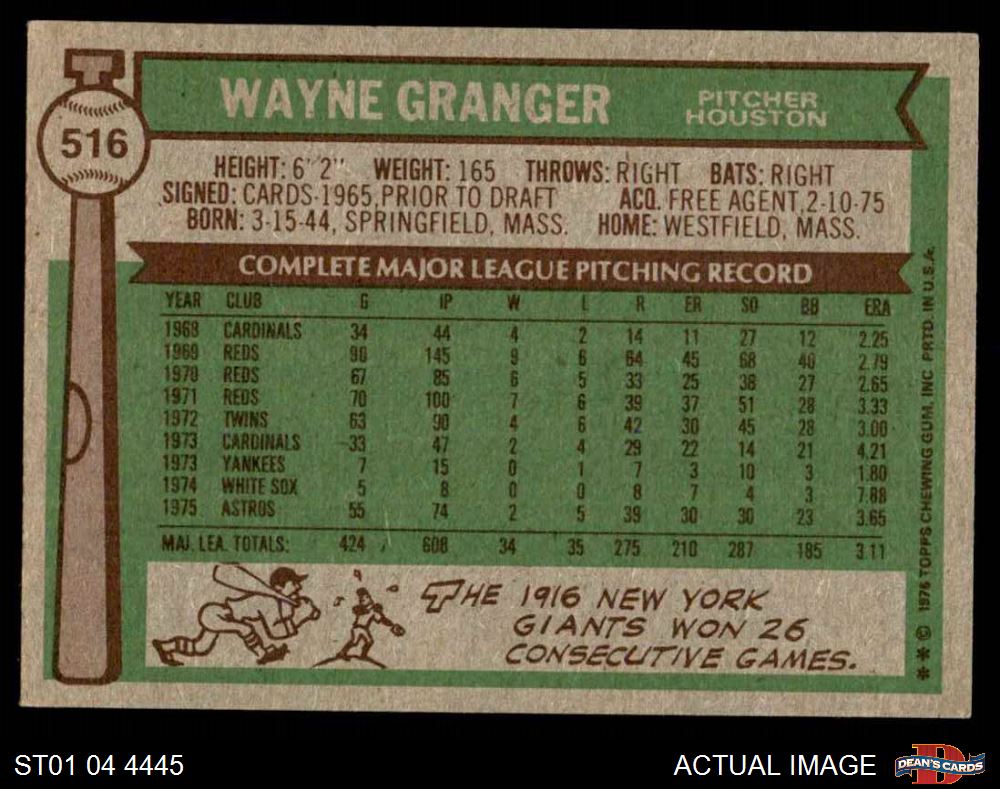 516
WAYNE GRANGER
PITCHER
HOUSTON
HEIGHT: 6' 2" WEIGHT: 165 THROWS: RIGHT BATS: RIGHT
SIGNED: CARDS-1965, PRIOR TO DRAFT ACQ. FREE AGENT, 2-10-75
BORN: 3-15-44, SPRINGFIELD, MASS. HOME: WESTFIELD, MASS.
COMPLETE MAJOR LEAGUE PITCHING RECORD
YEAR CLUB G IP W L R ER SO BB ERA
1968 CARDINALS 34 44 4 2 14 11 27 12 2.25
1969 REDS 90 145 9 6 64 45 68 40 2.79
1970 REDS 67 85 6 5 33 25 38 27 2.65
1971 REDS 70 100 7 6 39 37 51 28 3.33
1972 TWINS 63 90 4 6 42 30 45 28 3.00
1973 CARDINALS 33 47 2 4 29 22 14 21 4.21
1973 YANKEES 7 15 0 1 7 3 10 3 1.80
1974 WHITE SOX 5 8 0 0 8 7 4 3 7.88
1975 ASTROS 55 74 2 5 39 30 30 23 3.65
MAJ. LEA. TOTALS: 424 608 34 35 275 210 287 185 3.11
THE 1916 NEW YORK
GIANTS WON 26
CONSECUTIVE GAMES.
** © 1976 TOPPS CHEWING GUM, INC PRTD. IN U.S.A.
ST01 04 4445
ACTUAL IMAGE
D
DEAN'S CARDS